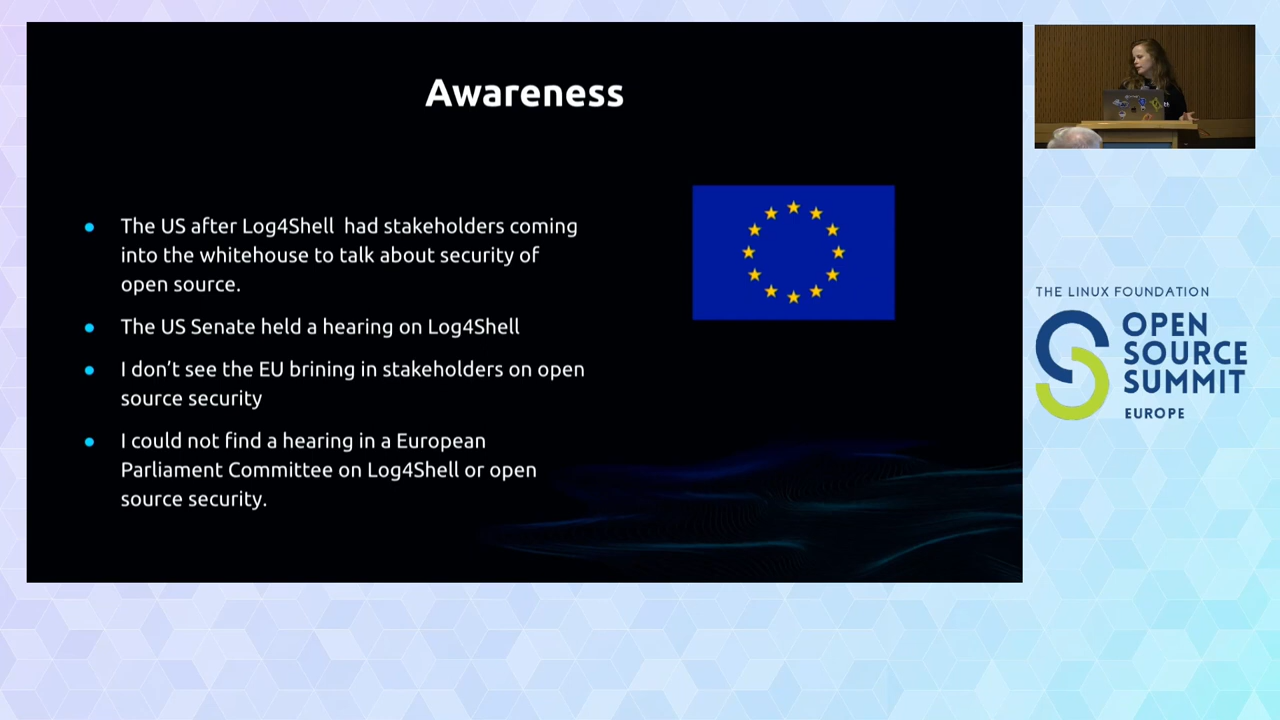 Awareness
The US after Log4Shell had stakeholders coming
into the whitehouse to talk about security of
open source.
The US Senate held a hearing on Log4Shell
I don't see the EU brining in stakeholders on open
source security
I could not find a hearing in a European
Parliament Committee on Log4Shell or open
source security.
THE LINUX FOUNDATION
OPEN
SOURCE
SUMMIT
EUROPE